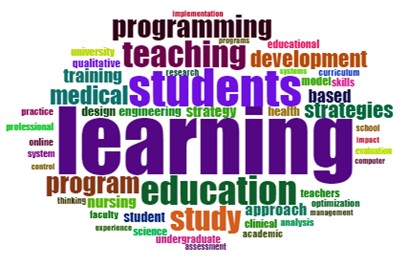 implementation
programming
programs
university
teaching
educational
qualitative
research
development
training
students
systems
curriculum
model
skills
medical
based
practice
design
engineering
strategy
health
strategies
professional
learning
school
online
impact
system
evaluation
control
computer
program
education
teachers
thinking
nursing
optimization
faculty
student
study
approach
management
experience
science
clinical
analysis
undergraduate
academic
assessment